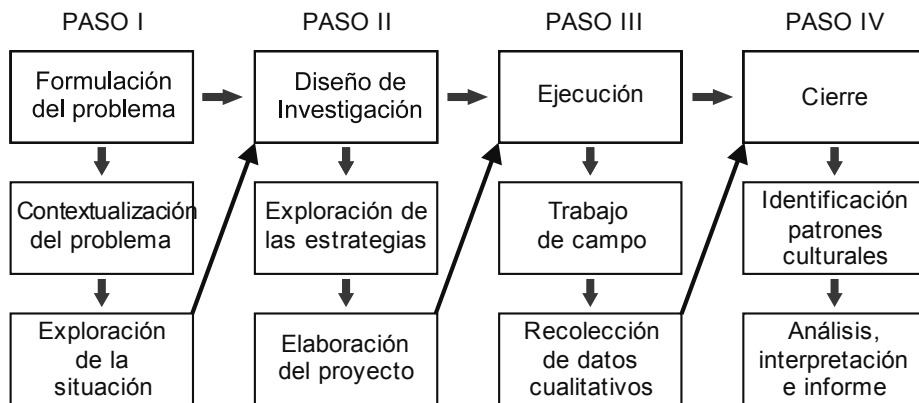 PASO I
PASO II
PASO III
PASO IV
Formulación
del problema
Diseño de
Investigación
Ejecución
Cierre
Contextualización
del problema
Exploración de
las estrategias
Trabajo
de campo
Identificación
patrones
culturales
Exploración
de la
situación
Elaboración
del proyecto
Recolección
de datos
cualitativos
Análisis,
interpretación
e informe